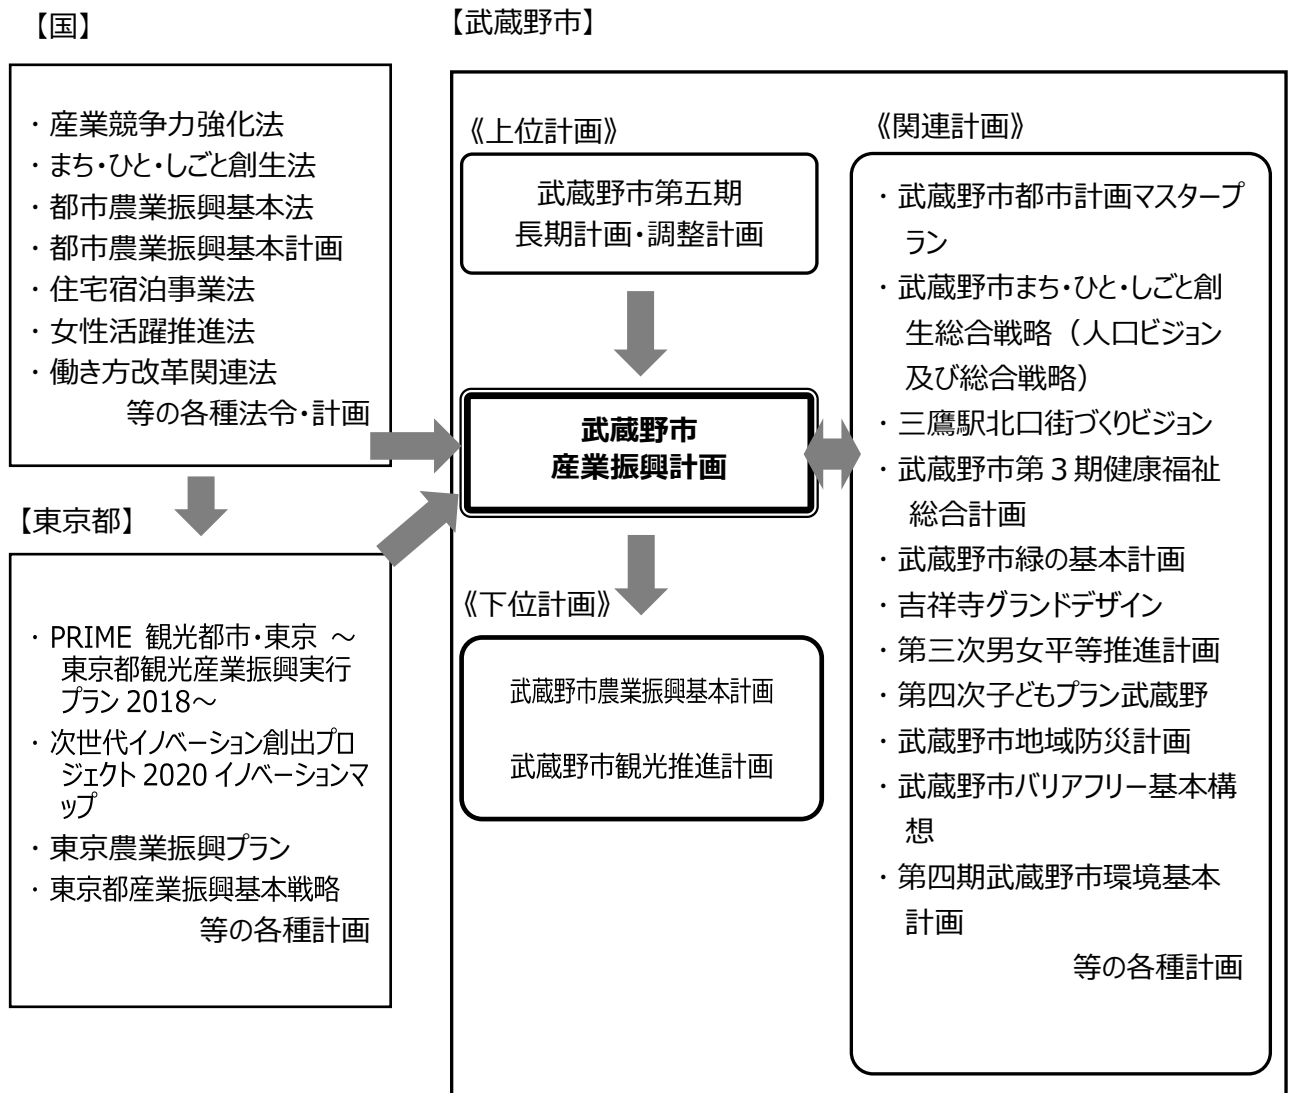 【国】
・産業競争力強化法
・まち・ひと・しごと創生法
・都市農業振興基本法
・都市農業振興基本計画
・住宅宿泊事業法
・女性活躍推進法
・働き方改革関連法
等の各種法令・計画
【東京都】
・PRIME 観光都市・東京 ～
東京都観光産業振興実行
プラン 2018～
・次世代イノベーション創出プロ
ジェクト 2020 イノベーションマ
ップ
・東京農業振興プラン
・東京都産業振興基本戦略
等の各種計画
【武蔵野市】
《上位計画》
武蔵野市第五期
長期計画・調整計画
武蔵野市
産業振興計画
《下位計画》
武蔵野市農業振興基本計画
武蔵野市観光推進計画
《関連計画》
・武蔵野市都市計画マスタープ
ラン
・武蔵野市まち・ひと・しごと創
生総合戦略（人口ビジョン
及び総合戦略）
・三鷹駅北口街づくりビジョン
・武蔵野市第３期健康福祉
総合計画
・武蔵野市緑の基本計画
・吉祥寺グランドデザイン
・第三次男女平等推進計画
・第四次子どもプラン武蔵野
・武蔵野市地域防災計画
・武蔵野市バリアフリー基本構
想
・第四期武蔵野市環境基本
計画
等の各種計画